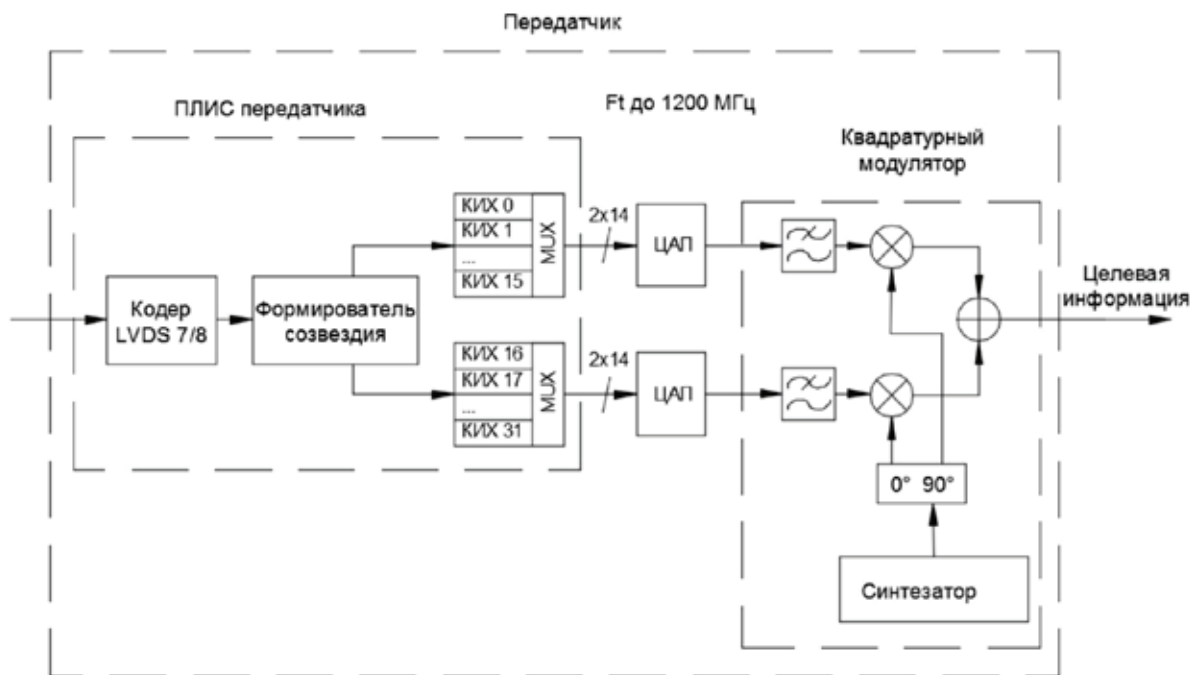 Передатчик
ПЛИС передатчика
Ft до 1200 МГц
Квадратурный
модулятор
КИХ 0
КИХ 1
...
КИХ 15
MUX
2x14
ЦАП
Кодер
LVDS 7/8
Формирователь
созвездия
Целевая
информация
КИХ 16
КИХ 17
...
КИХ 31
MUX
2x14
ЦАП
0° 90°
Синтезатор